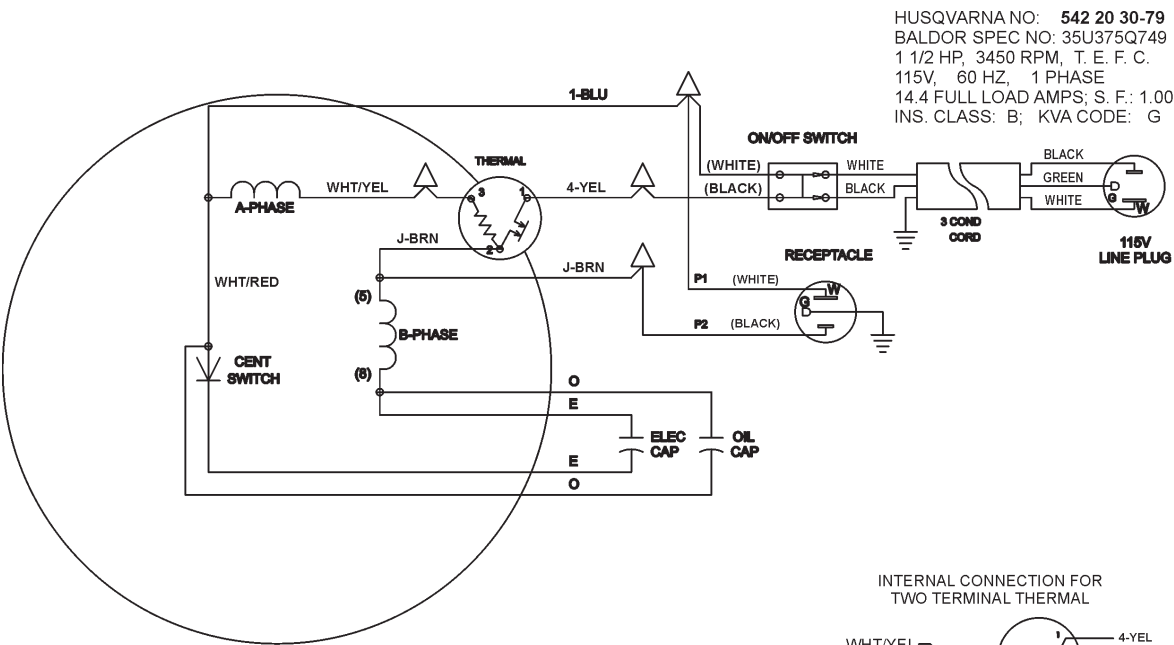 HUSQVARNA NO: 542 20 30-79
BALDOR SPEC NO: 35U375Q749
1 1/2 HP, 3450 RPM, T. E. F. C.
115V, 60 HZ, 1 PHASE
14.4 FULL LOAD AMPS; S. F.: 1.00
INS. CLASS: B; KVA CODE: G
1-BLU
ON/OFF SWITCH
THERMAL
(WHITE)
WHITE
BLACK
GREEN
WHITE
G
W
WHT/YEL
3
1
4-YEL
(BLACK)
BLACK
A-PHASE
3 COND
CORD
115V
LINE PLUG
J-BRN
2
J-BRN
RECEPTACLE
WHT/RED
P1 (WHITE)
W
G
(5)
P2 (BLACK)
B-PHASE
CENT
SWITCH
(8)
O
E
ELEC
CAP
OIL
CAP
E
O
INTERNAL CONNECTION FOR
TWO TERMINAL THERMAL
WHT/YEL
1
4-YEL